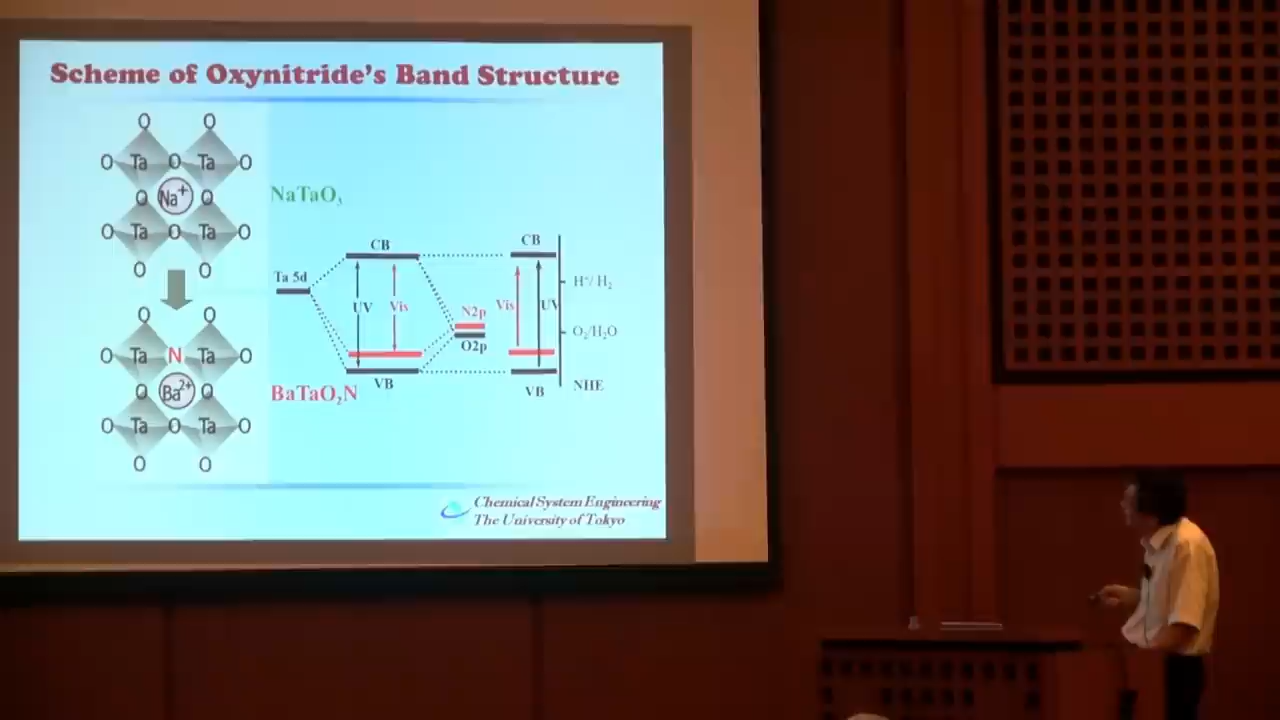 Scheme of Oxynitride's Band Structure
O O
O Ta O Ta O
O Na⁺ O
O Ta O Ta O
O O
NaTaO₃
O O
O Ta N Ta O
O Ba²⁺ O
O Ta O Ta O
O O
BaTaO₂N
Ta 5d
CB
UV Vis
VB
N2p
O2p
CB
Vis UV
VB
H⁺/H₂
O₂/H₂O
NHE
Chemical System Engineering
The University of Tokyo